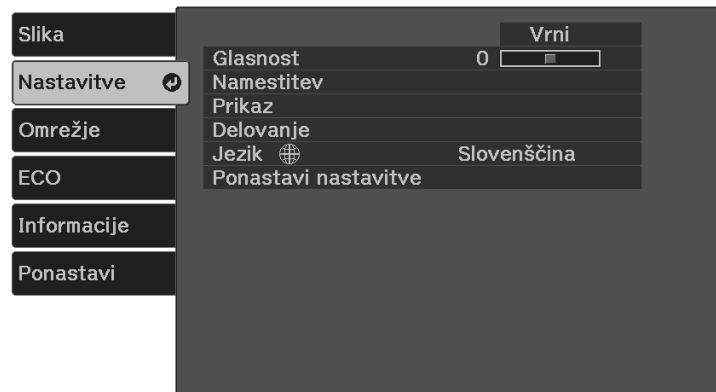 Slika
Nastavitve
Omrežje
ECO
Informacije
Ponastavi
Vrni
Glasnost 0
Namestitev
Prikaz
Delovanje
Jezik Slovenščina
Ponastavi nastavitve